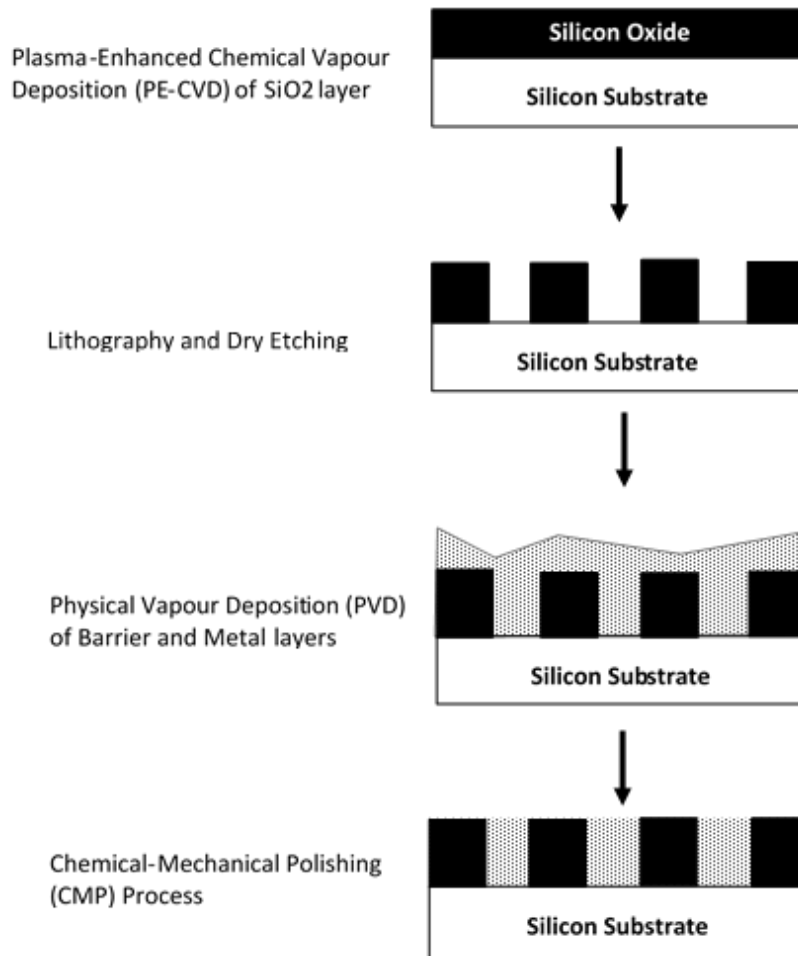 Silicon Oxide
Plasma-Enhanced Chemical Vapour
Deposition (PE-CVD) of SiO2 layer
Silicon Substrate
Lithography and Dry Etching
Silicon Substrate
Physical Vapour Deposition (PVD)
of Barrier and Metal layers
Silicon Substrate
Chemical-Mechanical Polishing
(CMP) Process
Silicon Substrate